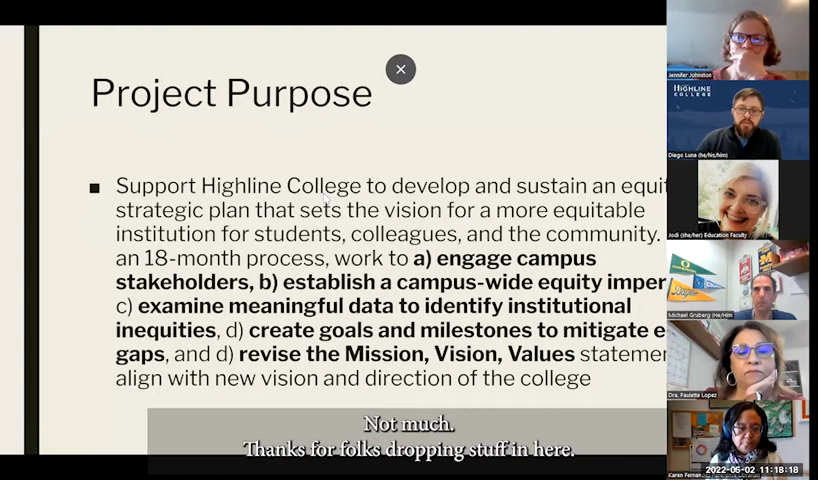 Project Purpose
Support Highline College to develop and sustain an equit
strategic plan that sets the vision for a more equitable
institution for students, colleagues, and the community.
an 18-month process, work to a) engage campus
stakeholders, b) establish a campus-wide equity imper
c) examine meaningful data to identify institutional
inequities, d) create goals and milestones to mitigate e
gaps, and d) revise the Mission, Vision, Values statemen
align with new vision and direction of the college
Not much.
Thanks for folks dropping stuff in here.
Jennifer Johnston
HIGHLINE
COLLEGE
Diego Luna (he/his/him)
Jodi (she/her) Education Faculty
Michael Gruberg (He/Him
Dra. Paulette Lopez
Karen Fernand
2022-05-02 11:18:18